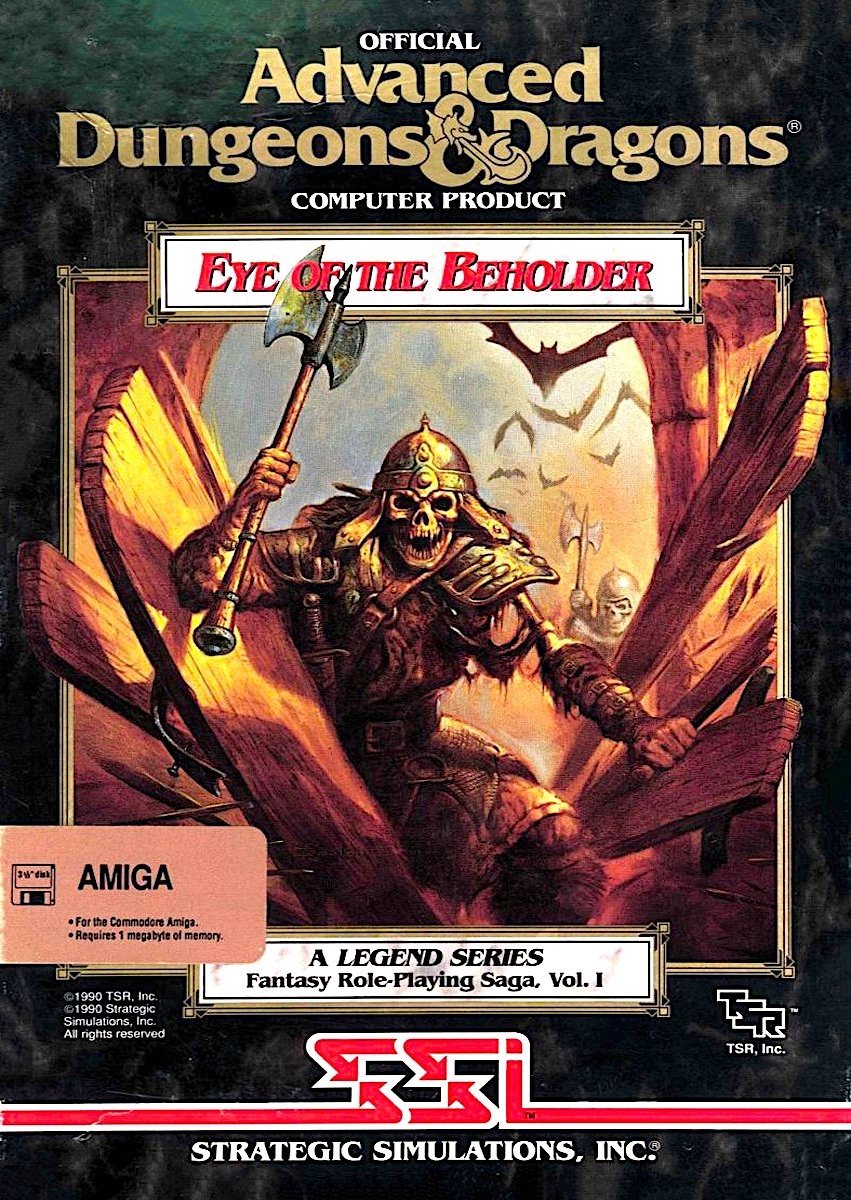 OFFICIAL
Advanced
Dungeons & Dragons®
COMPUTER PRODUCT
EYE OF THE BEHOLDER
3½" disk
AMIGA
• For the Commodore Amiga.
• Requires 1 megabyte of memory.
A LEGEND SERIES
Fantasy Role-Playing Saga, Vol. I
©1990 TSR, Inc.
©1990 Strategic
Simulations, Inc.
All rights reserved
TSR ™
TSR, Inc.
SSI ™
STRATEGIC SIMULATIONS, INC.®